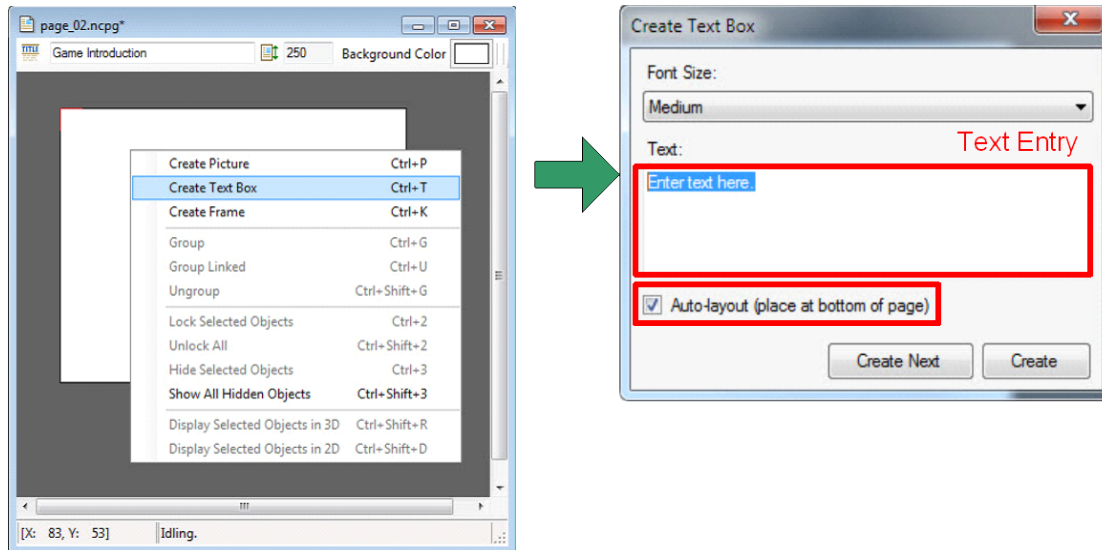 page_02.ncpg*
TITLE Game Introduction 250 Background Color
Create Picture Ctrl+P
Create Text Box Ctrl+T
Create Frame Ctrl+K
Group Ctrl+G
Group Linked Ctrl+U
Ungroup Ctrl+Shift+G
Lock Selected Objects Ctrl+2
Unlock All Ctrl+Shift+2
Hide Selected Objects Ctrl+3
Show All Hidden Objects Ctrl+Shift+3
Display Selected Objects in 3D Ctrl+Shift+R
Display Selected Objects in 2D Ctrl+Shift+D
[X: 83, Y: 53] Idling.
Create Text Box
Font Size:
Medium
Text:
Text Entry
Enter text here.
Auto-layout (place at bottom of page)
Create Next Create